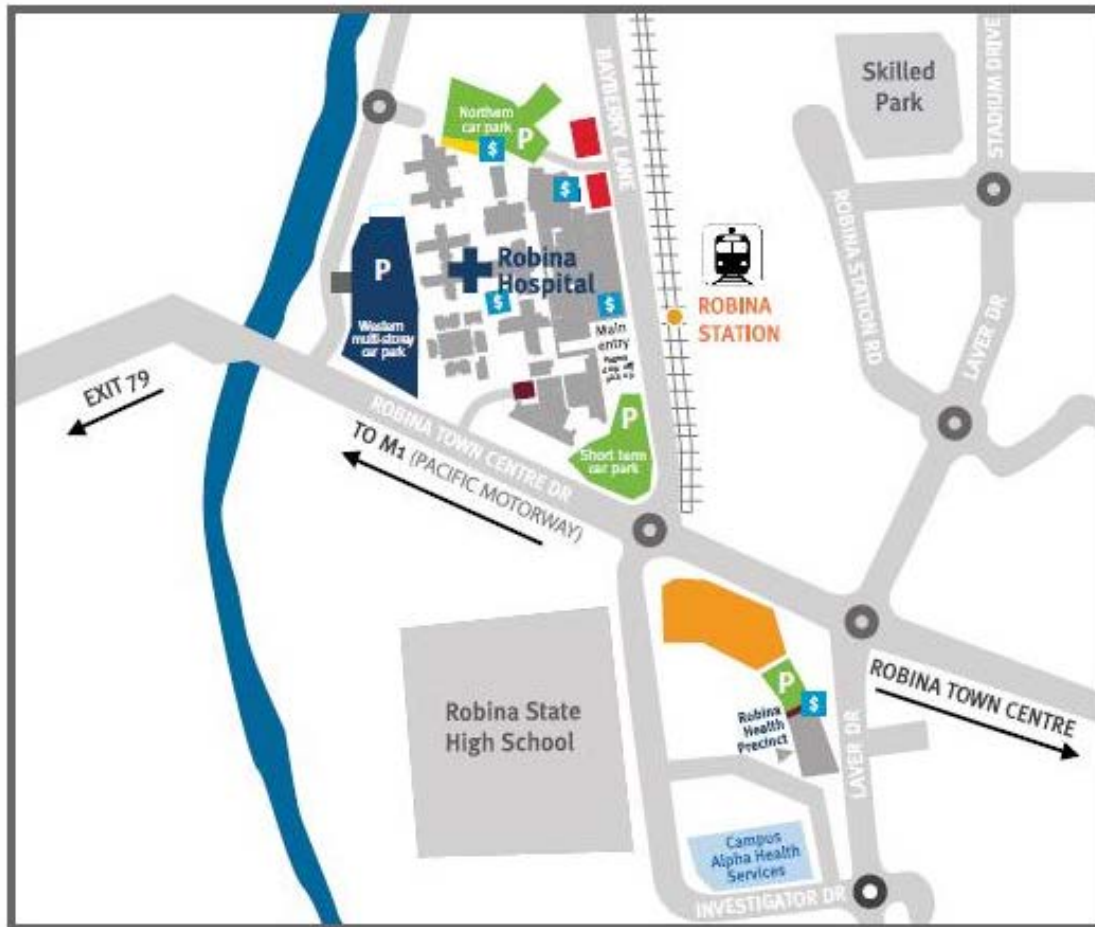 BAYBERRY LANE
STADIUM DRIVE
Skilled
Park
Northern
car park
P
$
$
ROBINA STATION RD
P
Robina
Hospital
$
$
ROBINA
STATION
LAVER DR
Western
multi-storey
car park
Main
entry
EXIT 79
ROBINA TOWN CENTRE DR
TO M1 (PACIFIC MOTORWAY)
P
Short term
car park
P
$
ROBINA TOWN CENTRE
Robina
Health
Precinct
Robina State
High School
LAVER DR
Campus
Alpha Health
Services
INVESTIGATOR DR